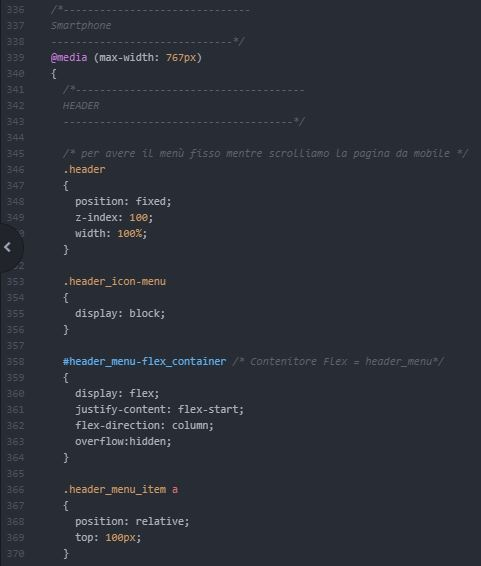 336 /*-------------------------------
337 Smartphone
338 ------------------------------*/
339 @media (max-width: 767px)
340 {
341 /*--------------------------------------
342 HEADER
343 --------------------------------------*/
344
345 /* per avere il menù fisso mentre scrolliamo la pagina da mobile */
346 .header
347 {
348 position: fixed;
349 z-index: 100;
width: 100%;
}

353 .header_icon-menu
354 {
355 display: block;
356 }
357
358 #header_menu-flex_container /* Contenitore Flex = header_menu*/
359 {
360 display: flex;
361 justify-content: flex-start;
362 flex-direction: column;
363 overflow:hidden;
364 }
365
366 .header_menu_item a
367 {
368 position: relative;
369 top: 100px;
370 }